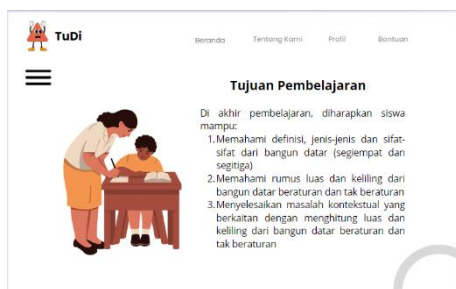 TuDi
Beranda Tentang Kami Profil Bantuan
Tujuan Pembelajaran
Di akhir pembelajaran, diharapkan siswa
mampu:
1. Memahami definisi, jenis-jenis dan sifat-
sifat dari bangun datar (segiempat dan
segitiga)
2. Memahami rumus luas dan keliling dari
bangun datar beraturan dan tak beraturan
3. Menyelesaikan masalah kontekstual yang
berkaitan dengan menghitung luas dan
keliling dari bangun datar beraturan dan
tak beraturan